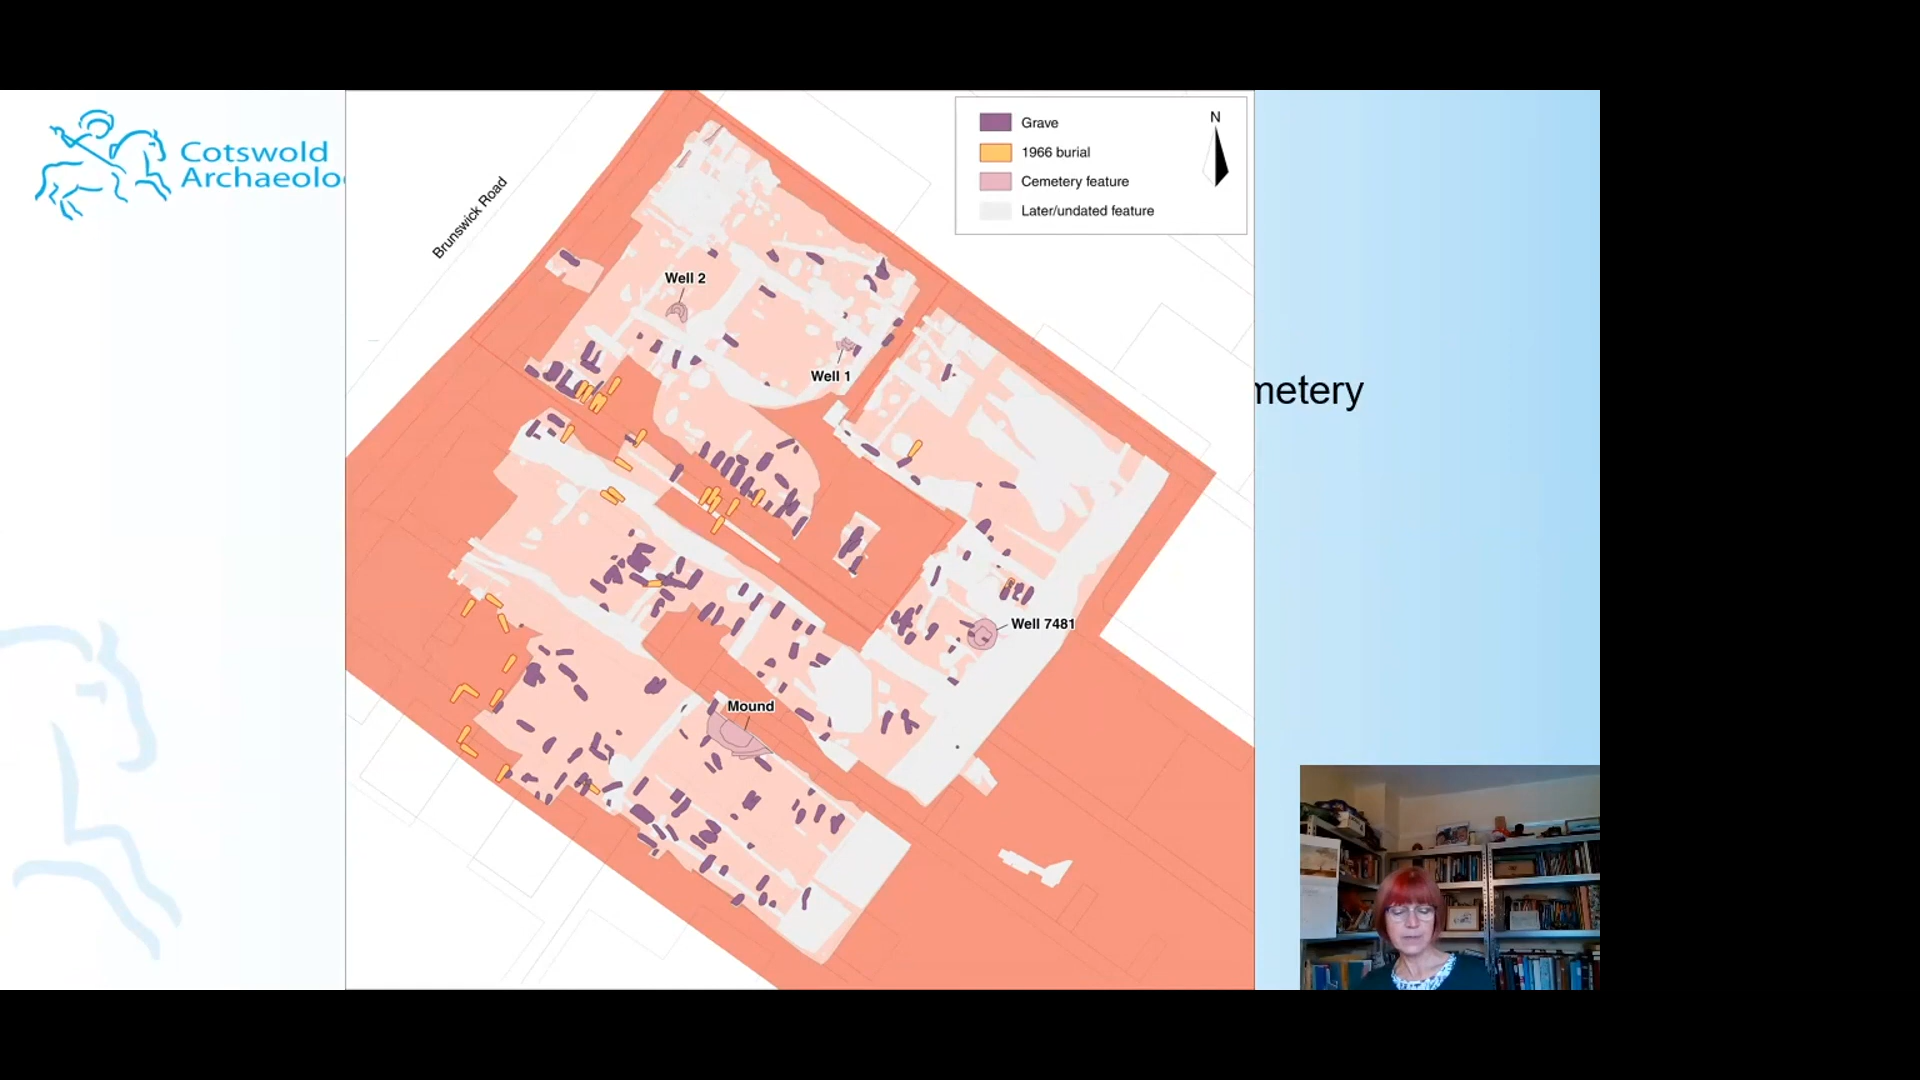 Cotswold
Archaeolo
Brunswick Road
Grave
1966 burial
Cemetery feature
Later/undated feature
N
Well 2
Well 1
metery
Well 7481
Mound